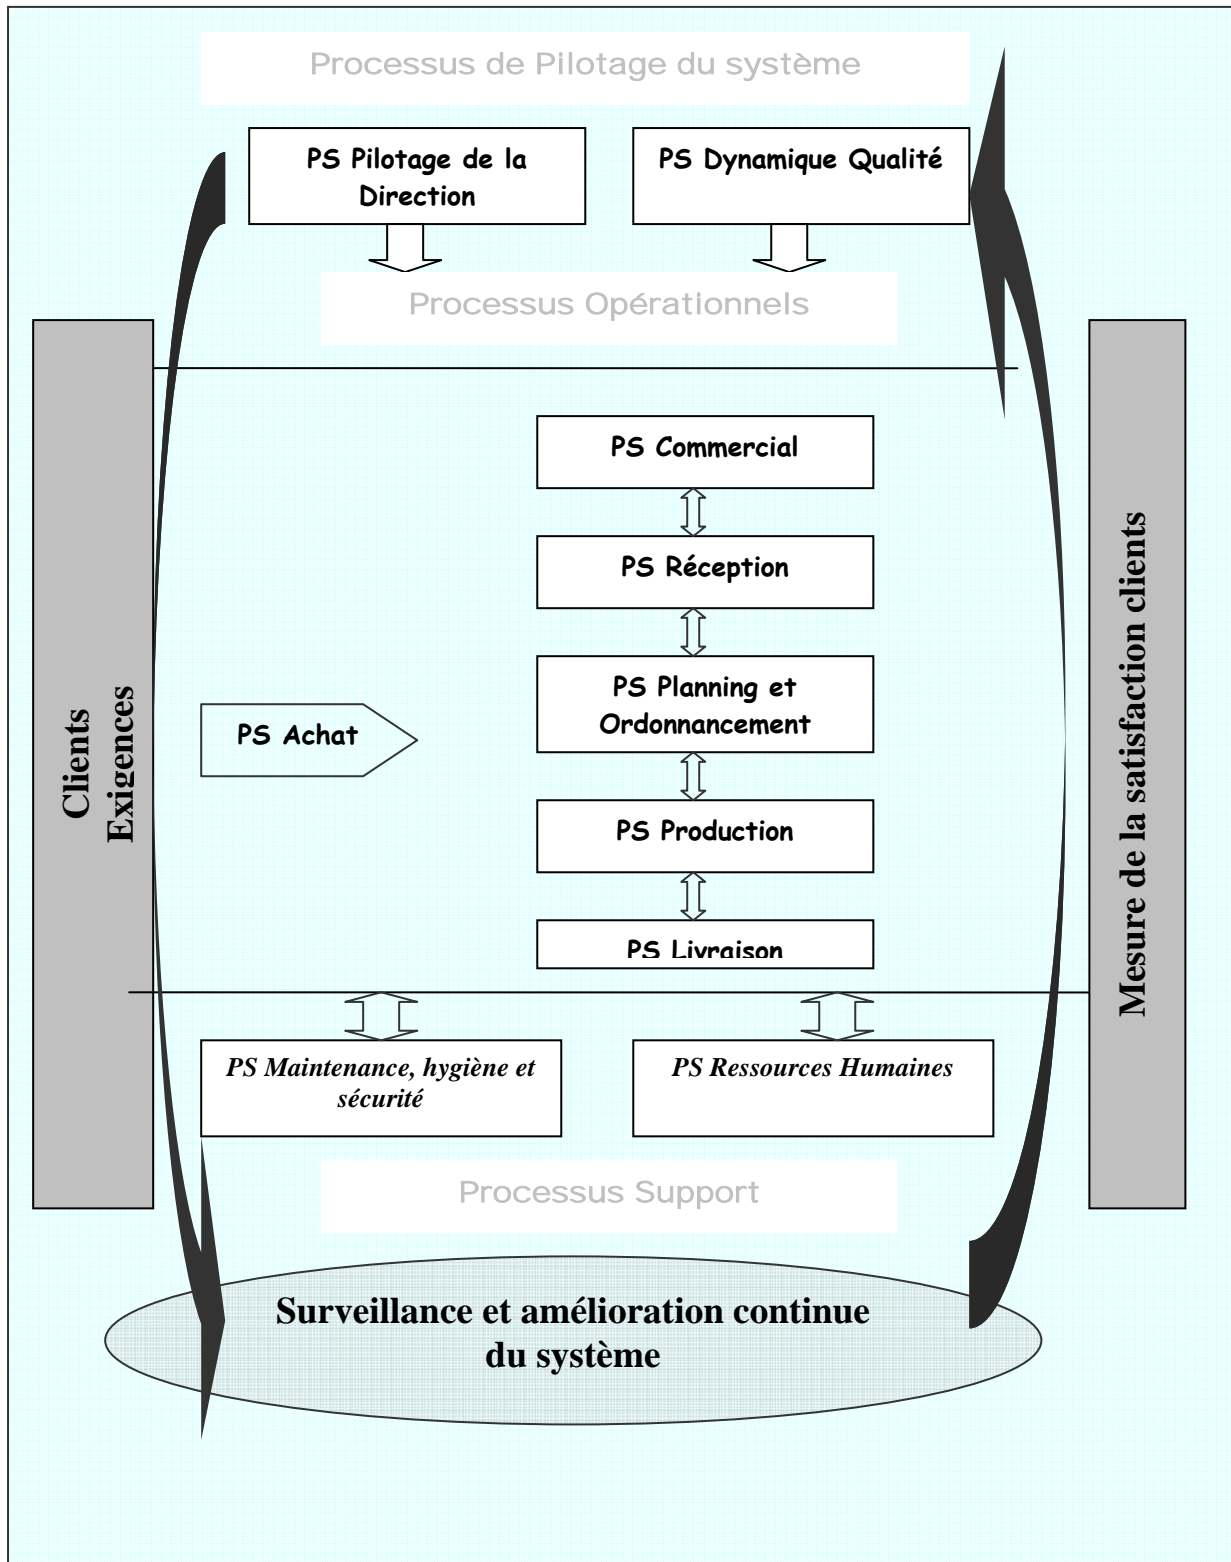 Processus de Pilotage du système
PS Pilotage de la
Direction
PS Dynamique Qualité
Processus Opérationnels
Clients
Exigences
PS Commercial
PS Réception
PS Planning et
Ordonnancement
PS Achat
PS Production
PS Livraison
Mesure de la satisfaction clients
PS Maintenance, hygiène et
sécurité
PS Ressources Humaines
Processus Support
Surveillance et amélioration continue
du système